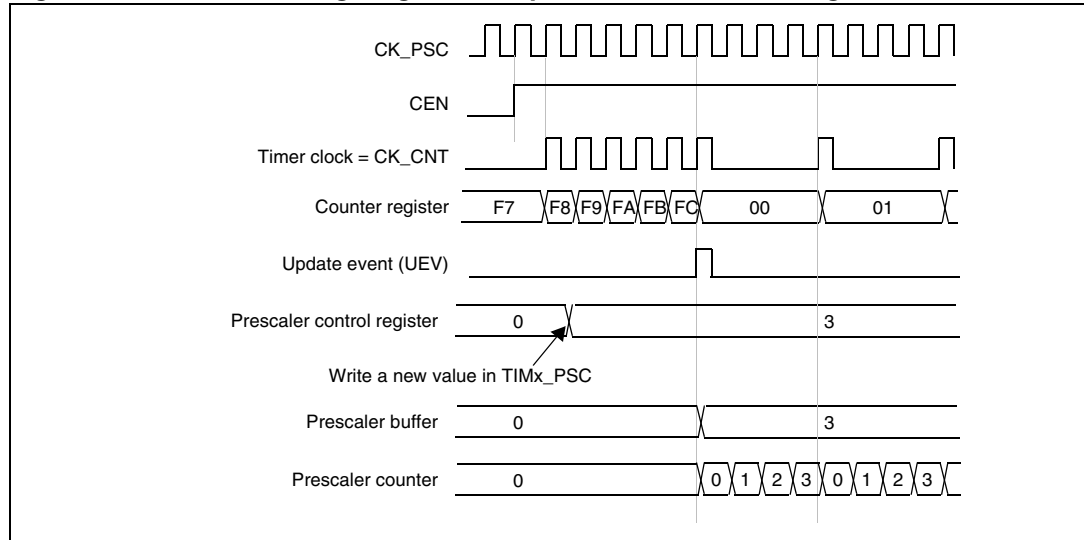 CK_PSC
CEN
Timer clock = CK_CNT
Counter register F7 F8 F9 FA FB FC 00 01
Update event (UEV)
Prescaler control register 0 3
Write a new value in TIMx_PSC
Prescaler buffer 0 3
Prescaler counter 0 0 1 2 3 0 1 2 3